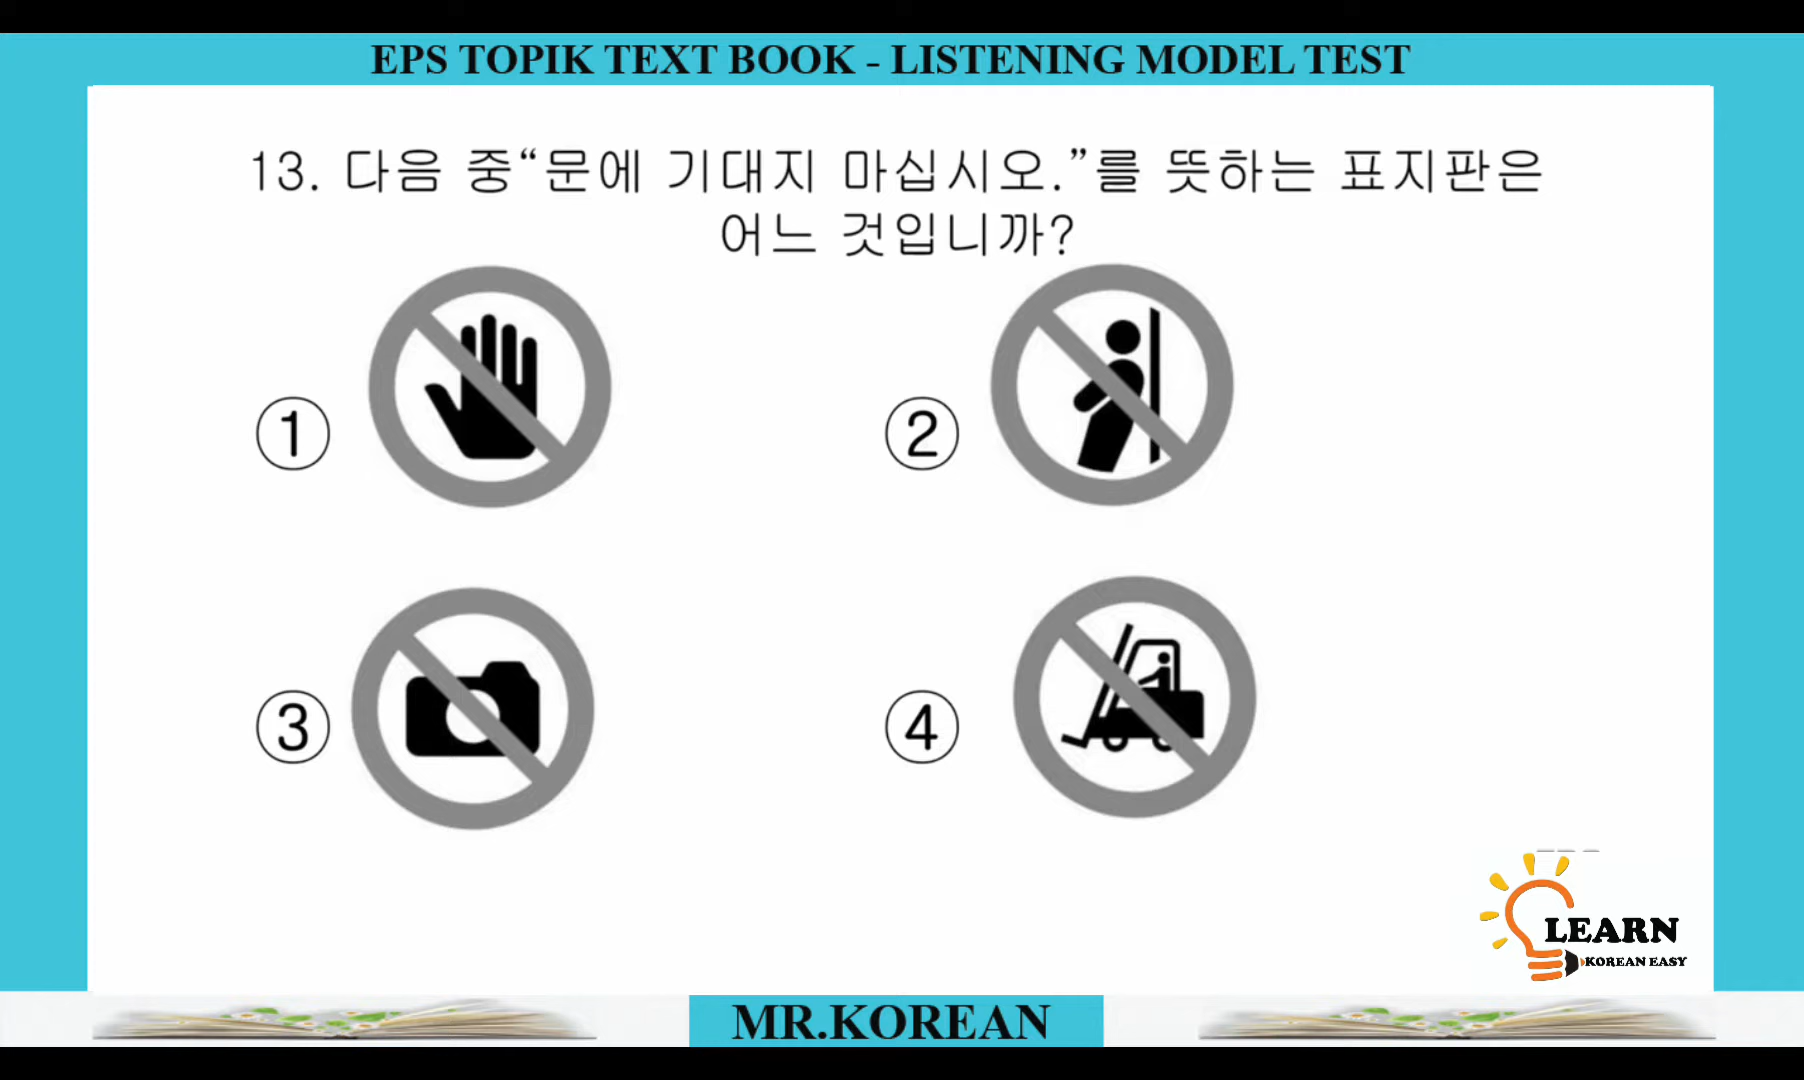 EPS TOPIK TEXT BOOK - LISTENING MODEL TEST
13. 다음 중“문에 기대지 마십시오.”를 뜻하는 표지판은
어느 것입니까?
①
②
③
④
LEARN
KOREAN EASY
MR.KOREAN